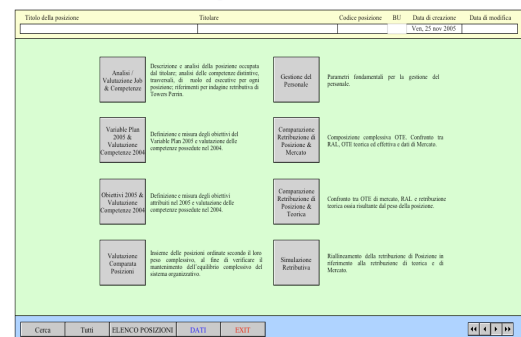 Titolo della posizione Titolare Codice posizione BU Data di creazione Data di modifica
Ven, 25 nov 2005
Analisi /
Valutazione Job
& Competenze
Descrizione e analisi della posizione occupata
dal titolare; analisi delle competenze distintive,
trasversali, di ruolo ed esecutive per ogni
posizione; riferimenti per indagine retributiva di
Towers Perrin.
Gestione del
Personale
Parametri fondamentali per la gestione del
personale.
Variable Plan
2005 &
Valutazione
Competenze 2004
Definizione e misura degli obiettivi del
Variable Plan 2005 e valutazione delle
competenze possedute nel 2004.
Comparazione
Retribuzione di
Posizione &
Mercato
Composizione complessiva OTE. Confronto tra
RAL, OTE teorica ed effettiva e dati di Mercato.
Obiettivi 2005 &
Valutazione
Competenze 2004
Definizione e misura degli obiettivi
attribuiti nel 2005 e valutazione delle
competenze possedute nel 2004.
Comparazione
Retribuzione di
Posizione &
Teorica
Confronto tra OTE di mercato, RAL e retribuzione
teorica ossia risultante dal peso della posizione.
Valutazione
Comparata
Posizioni
Insieme delle posizioni ordinate secondo il loro
peso complessivo, al fine di verificare il
mantenimento dell'equilibrio complessivo del
sistema organizzativo.
Simulazione
Retributiva
Riallineamento della retribuzione di Posizione in
riferimento alla retribuzione di teorica e di
Mercato.
Cerca Tutti ELENCO POSIZIONI DATI EXIT